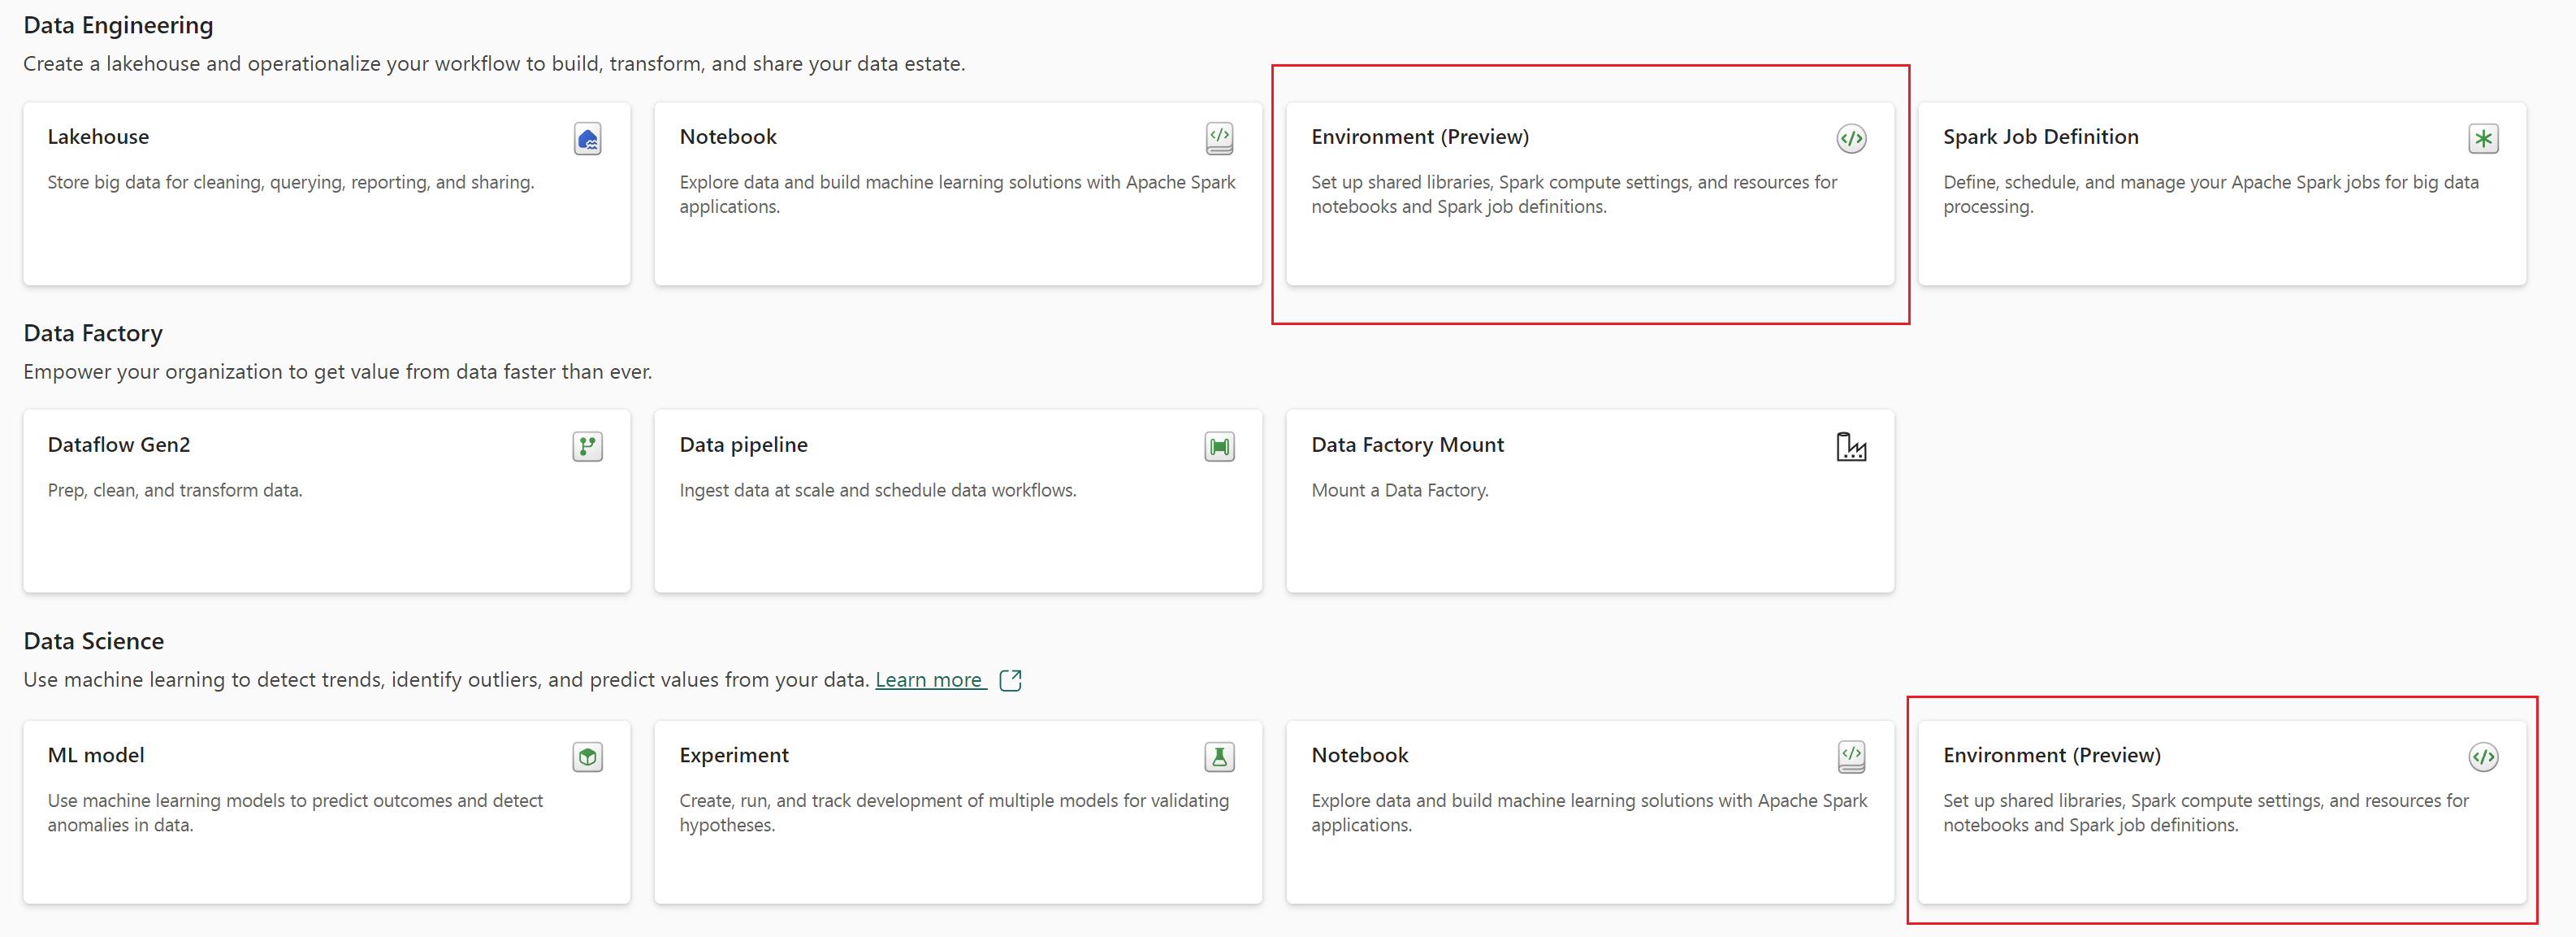 Data Engineering
Create a lakehouse and operationalize your workflow to build, transform, and share your data estate.
Lakehouse
Store big data for cleaning, querying, reporting, and sharing.
Notebook
Explore data and build machine learning solutions with Apache Spark
applications.
Environment (Preview)
Set up shared libraries, Spark compute settings, and resources for
notebooks and Spark job definitions.
Spark Job Definition
Define, schedule, and manage your Apache Spark jobs for big data
processing.
Data Factory
Empower your organization to get value from data faster than ever.
Dataflow Gen2
Prep, clean, and transform data.
Data pipeline
Ingest data at scale and schedule data workflows.
Data Factory Mount
Mount a Data Factory.
Data Science
Use machine learning to detect trends, identify outliers, and predict values from your data. Learn more
ML model
Use machine learning models to predict outcomes and detect
anomalies in data.
Experiment
Create, run, and track development of multiple models for validating
hypotheses.
Notebook
Explore data and build machine learning solutions with Apache Spark
applications.
Environment (Preview)
Set up shared libraries, Spark compute settings, and resources for
notebooks and Spark job definitions.